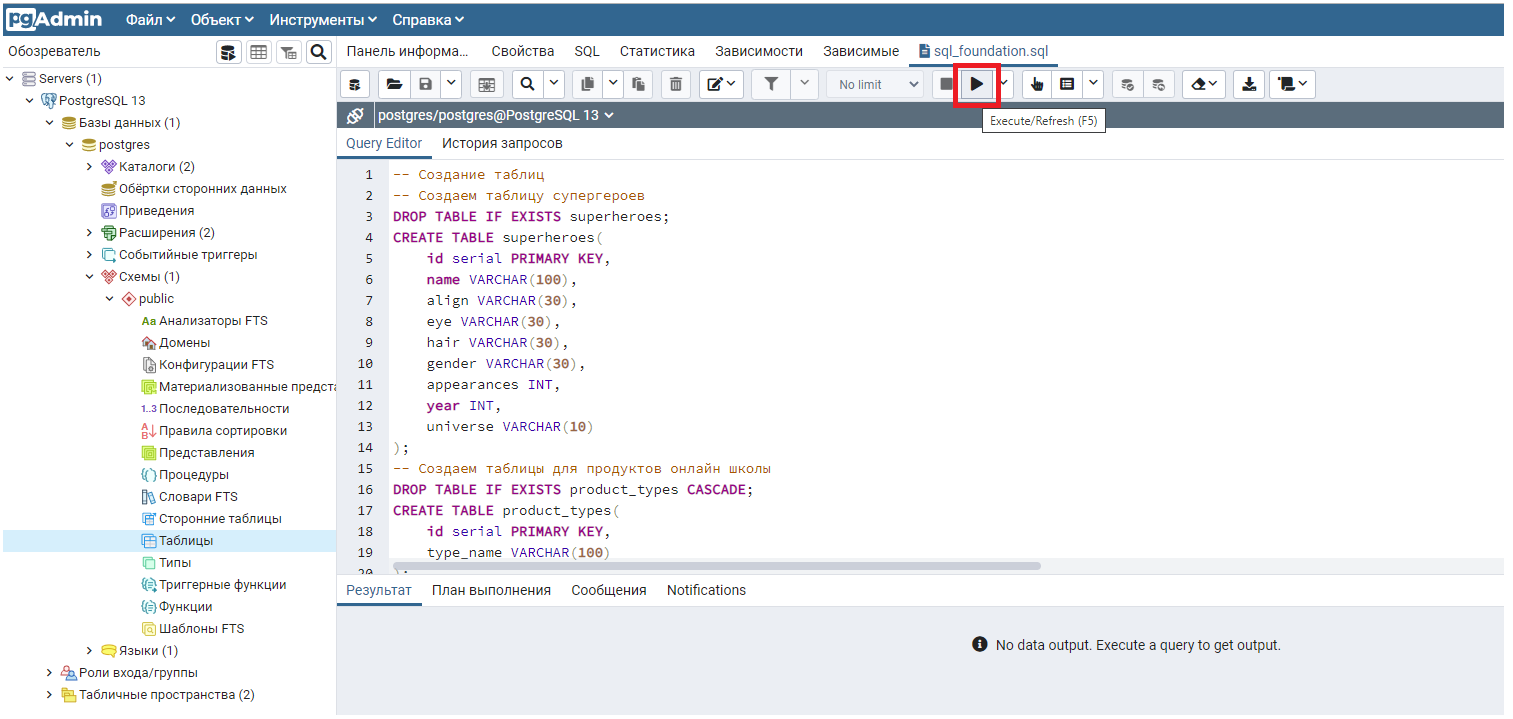 pgAdmin Файл Объект Инструменты Справка
Обозреватель
Панель информа... Свойства SQL Статистика Зависимости Зависимые sql_foundation.sql
Servers (1)
PostgreSQL 13
Базы данных (1)
postgres
Каталоги (2)
Обёртки сторонних данных
Приведения
Расширения (2)
Событийные триггеры
Схемы (1)
public
Aa Анализаторы FTS
Домены
Конфигурации FTS
Материализованные предста
1..3 Последовательности
Правила сортировки
Представления
Процедуры
Словари FTS
Сторонние таблицы
Таблицы
Типы
Триггерные функции
Функции
Шаблоны FTS
Языки (1)
Роли входа/группы
Табличные пространства (2)
No limit
postgres/postgres@PostgreSQL 13
Execute/Refresh (F5)
Query Editor История запросов
1 -- Создание таблиц
2 -- Создаем таблицу супергероев
3 DROP TABLE IF EXISTS superheroes;
4 CREATE TABLE superheroes(
5 id serial PRIMARY KEY,
6 name VARCHAR(100),
7 align VARCHAR(30),
8 eye VARCHAR(30),
9 hair VARCHAR(30),
10 gender VARCHAR(30),
11 appearances INT,
12 year INT,
13 universe VARCHAR(10)
14 );
15 -- Создаем таблицы для продуктов онлайн школы
16 DROP TABLE IF EXISTS product_types CASCADE;
17 CREATE TABLE product_types(
18 id serial PRIMARY KEY,
19 type_name VARCHAR(100)
20 );
Результат План выполнения Сообщения Notifications
No data output. Execute a query to get output.